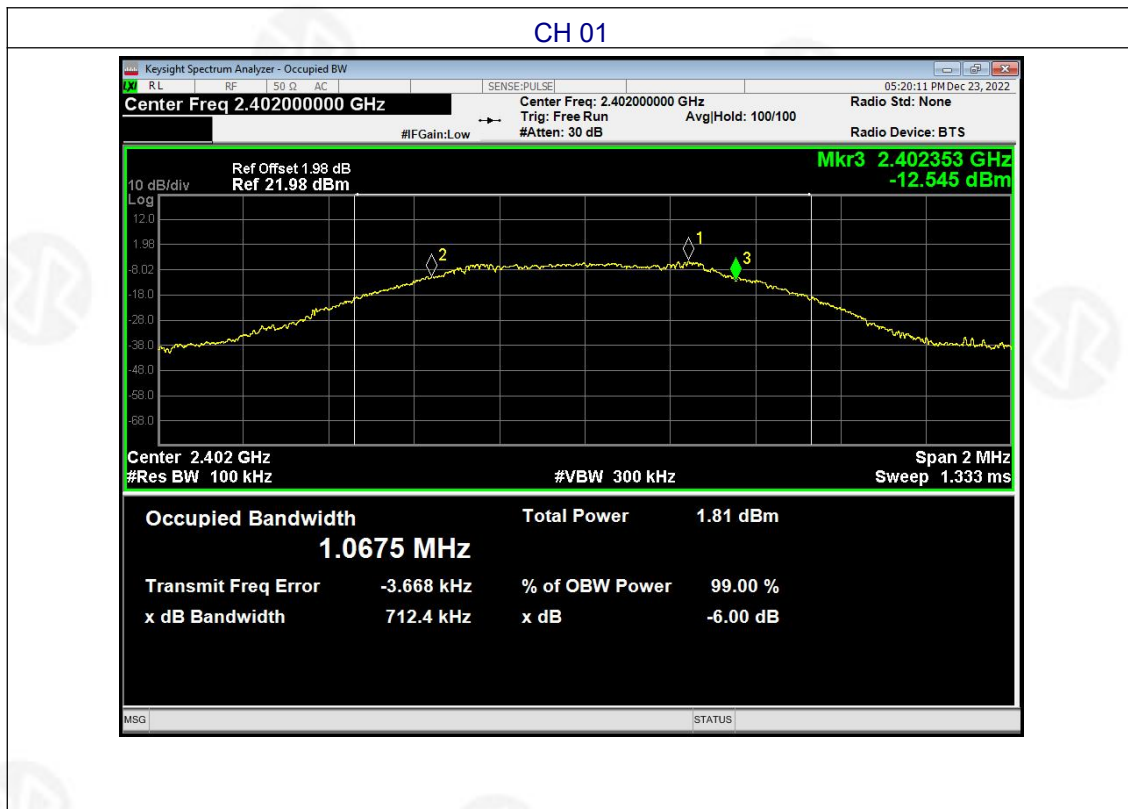 CH 01
Keysight Spectrum Analyzer - Occupied BW
LXI RL RF 50 Ω AC SENSE:PULSE 05:20:11 PM Dec 23, 2022
Center Freq 2.402000000 GHz
Center Freq: 2.402000000 GHz
Radio Std: None
Trig: Free Run
Avg|Hold: 100/100
#IFGain:Low
#Atten: 30 dB
Radio Device: BTS
Mkr3 2.402353 GHz
-12.545 dBm
Ref Offset 1.98 dB
10 dB/div Ref 21.98 dBm
Log
12.0
1.98
-8.02
-18.0
-28.0
-38.0
-48.0
-58.0
-68.0
2
1
3
Center 2.402 GHz
Span 2 MHz
#Res BW 100 kHz
#VBW 300 kHz
Sweep 1.333 ms
Occupied Bandwidth
1.0675 MHz
Total Power 1.81 dBm
Transmit Freq Error -3.668 kHz
% of OBW Power 99.00 %
x dB Bandwidth 712.4 kHz
x dB -6.00 dB
MSG
STATUS